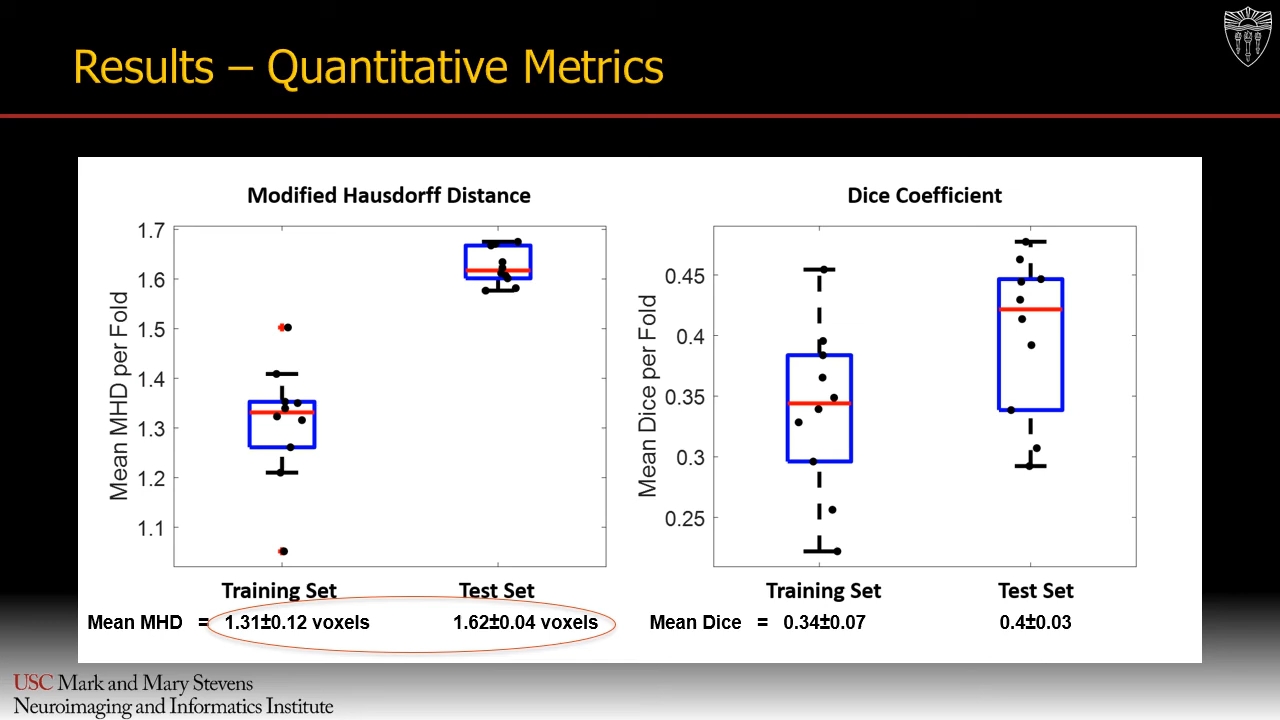 Results – Quantitative Metrics
Modified Hausdorff Distance
Mean MHD per Fold
1.7
1.6
1.5
1.4
1.3
1.2
1.1
Training Set
Test Set
Mean MHD = 1.31±0.12 voxels 1.62±0.04 voxels
Dice Coefficient
Mean Dice per Fold
0.45
0.4
0.35
0.3
0.25
Training Set
Test Set
Mean Dice = 0.34±0.07 0.4±0.03
USC Mark and Mary Stevens
Neuroimaging and Informatics Institute